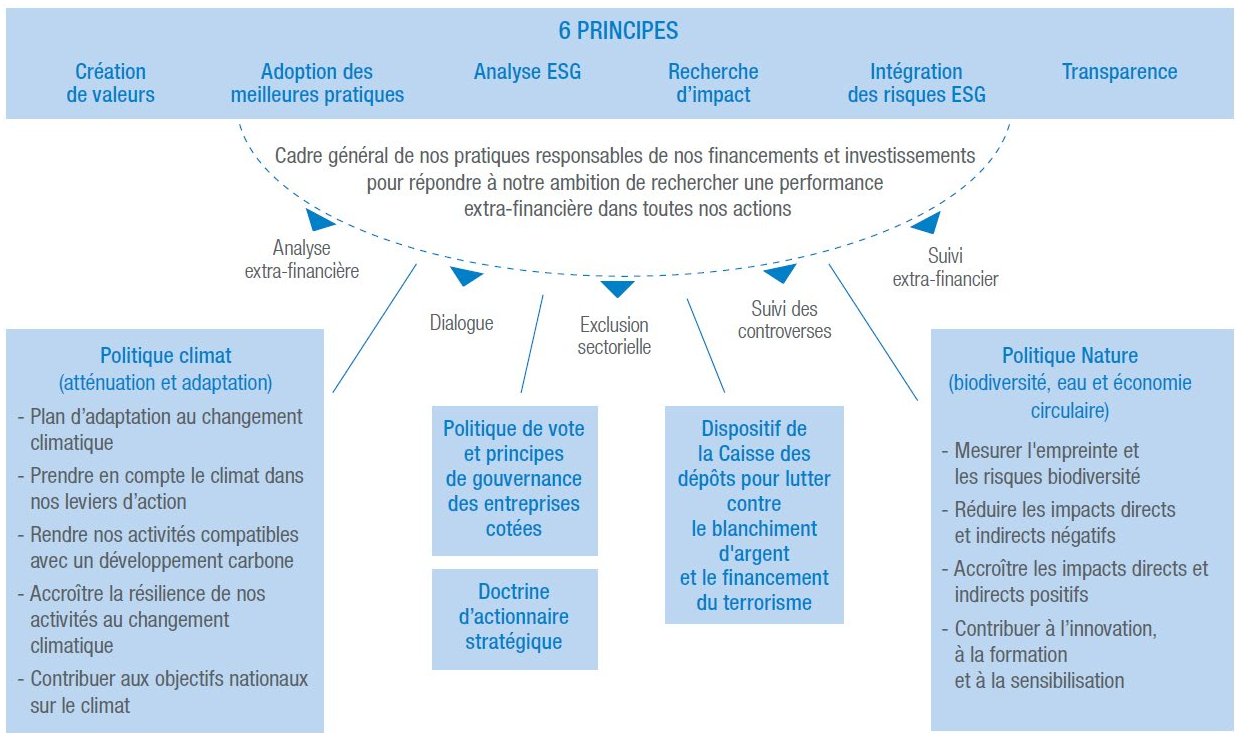 6 PRINCIPES
Création
de valeurs
Adoption des
meilleures pratiques
Analyse ESG
Recherche
d'impact
Intégration
des risques ESG
Transparence
Cadre général de nos pratiques responsables de nos financements et investissements
pour répondre à notre ambition de rechercher une performance
extra-financière dans toutes nos actions
Analyse
extra-financière
Dialogue
Exclusion
sectorielle
Suivi des
controverses
Suivi
extra-financier
Politique climat
(atténuation et adaptation)
- Plan d'adaptation au changement
climatique
- Prendre en compte le climat dans
nos leviers d'action
- Rendre nos activités compatibles
avec un développement carbone
- Accroître la résilience de nos
activités au changement
climatique
- Contribuer aux objectifs nationaux
sur le climat
Politique de vote
et principes
de gouvernance
des entreprises
cotées
Doctrine
d'actionnaire
stratégique
Dispositif de
la Caisse des
dépôts pour lutter
contre
le blanchiment
d'argent
et le financement
du terrorisme
Politique Nature
(biodiversité, eau et économie
circulaire)
- Mesurer l'empreinte et
les risques biodiversité
- Réduire les impacts directs
et indirects négatifs
- Accroître les impacts directs et
indirects positifs
- Contribuer à l'innovation,
à la formation
et à la sensibilisation